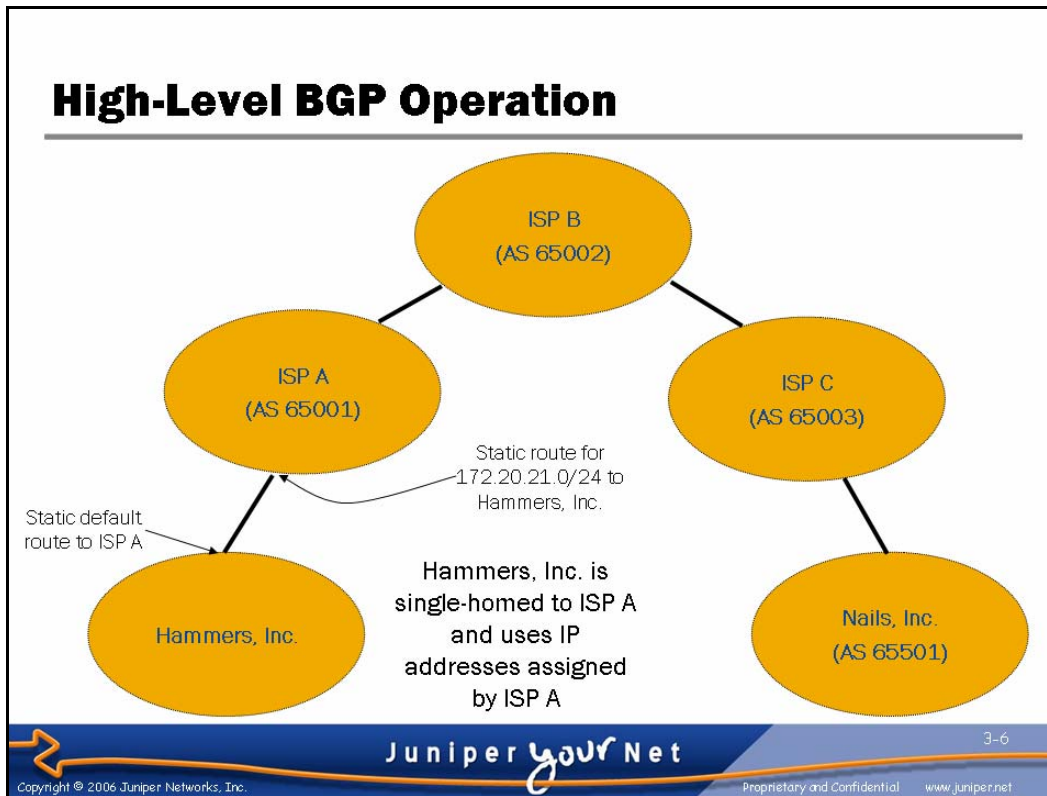 High-Level BGP Operation
ISP B
(AS 65002)
ISP A
(AS 65001)
ISP C
(AS 65003)
Static route for
172.20.21.0/24 to
Hammers, Inc.
Static default
route to ISP A
Hammers, Inc.
Hammers, Inc. is
single-homed to ISP A
and uses IP
addresses assigned
by ISP A
Nails, Inc.
(AS 65501)
Juniper your Net
3-6
Copyright © 2006 Juniper Networks, Inc.
Proprietary and Confidential
www.juniper.net